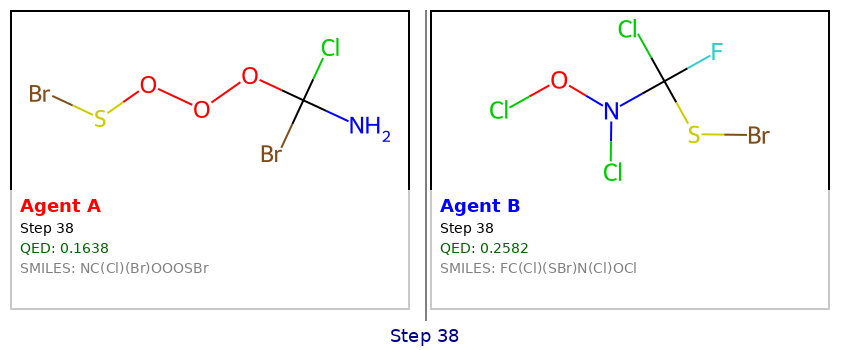 Br
S
O
O
O
Cl
NH2
Br
Agent A
Step 38
QED: 0.1638
SMILES: NC(Cl)(Br)OOOSBr
Cl
F
O
Cl
N
S
Br
Cl
Agent B
Step 38
QED: 0.2582
SMILES: FC(Cl)(SBr)N(Cl)OCl
Step 38